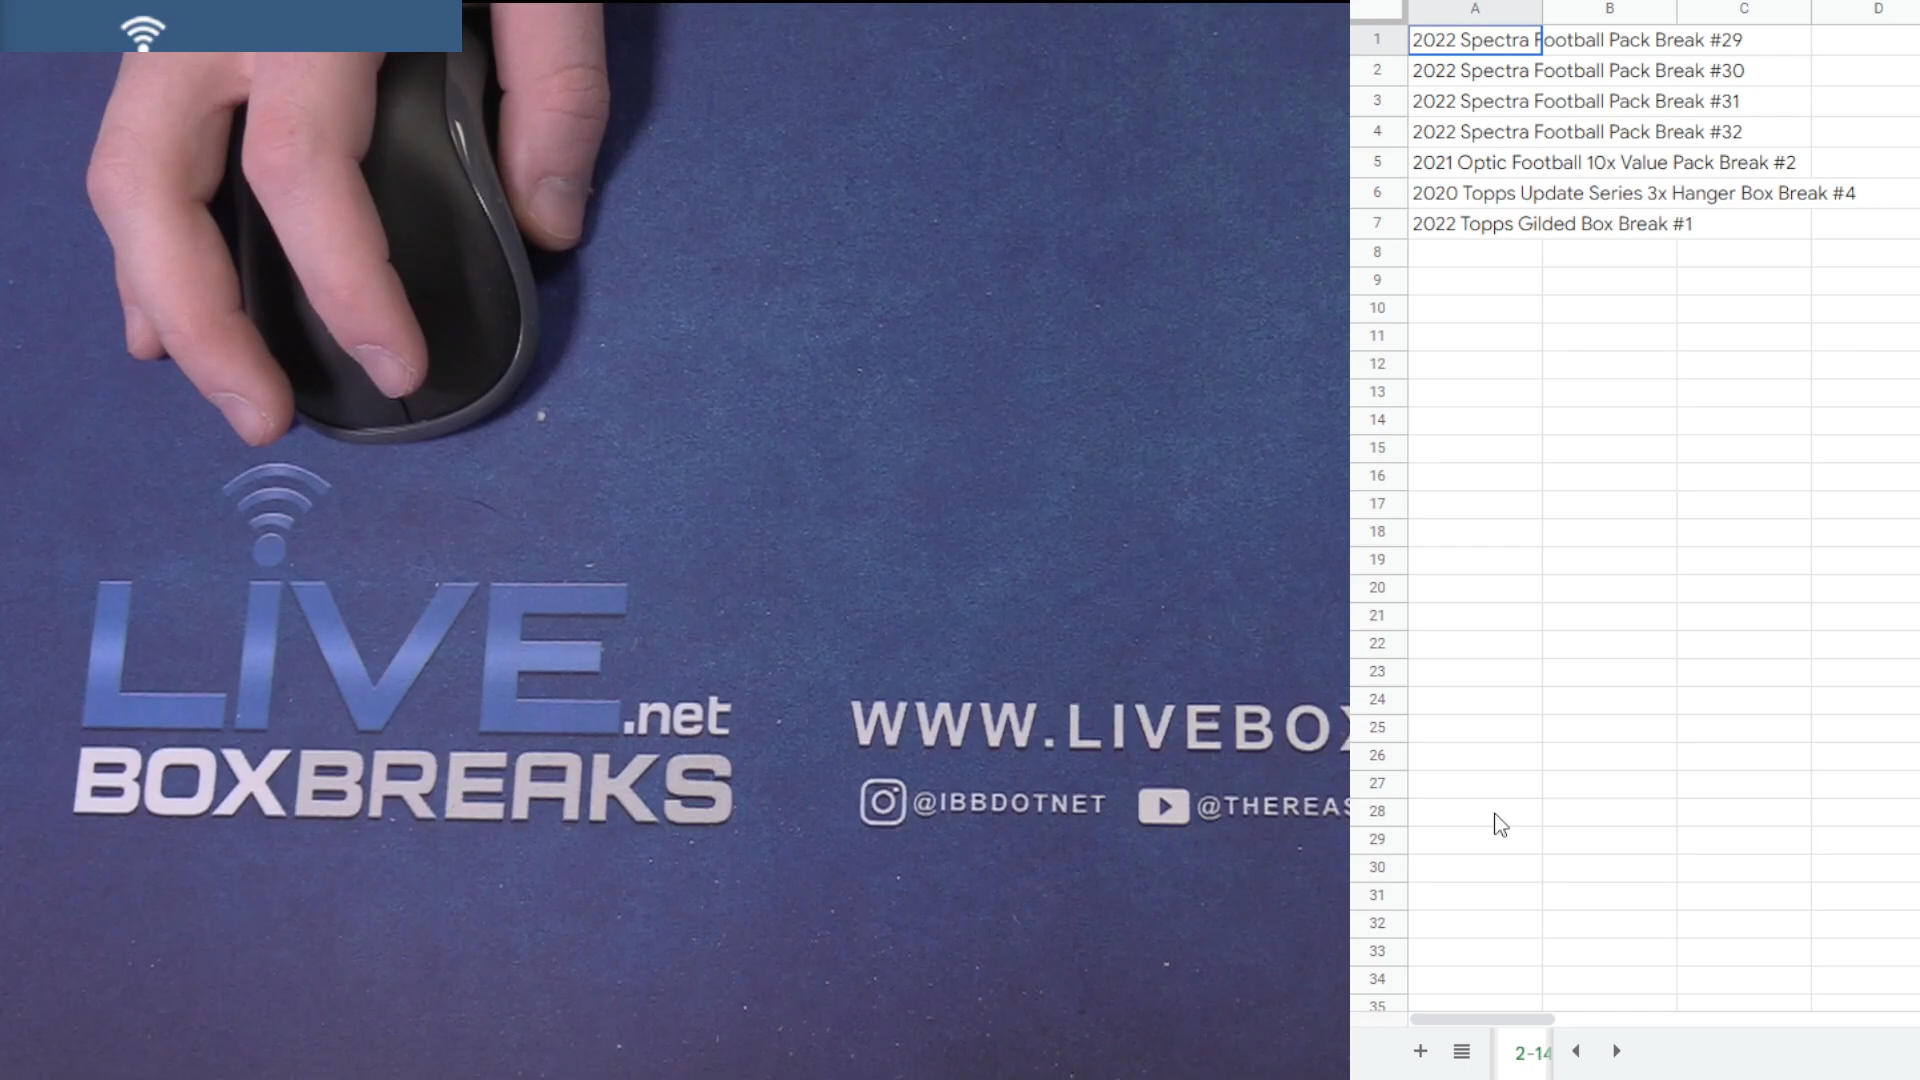 LiVE
.net
BOXBREAKS
WWW.LIVEBOX
@IBBDOTNET
@THEREAS
A B C D
1 2022 Spectra Football Pack Break #29
2 2022 Spectra Football Pack Break #30
3 2022 Spectra Football Pack Break #31
4 2022 Spectra Football Pack Break #32
5 2021 Optic Football 10x Value Pack Break #2
6 2020 Topps Update Series 3x Hanger Box Break #4
7 2022 Topps Gilded Box Break #1
8
9
10
11
12
13
14
15
16
17
18
19
20
21
22
23
24
25
26
27
28
29
30
31
32
33
34
35
2-14